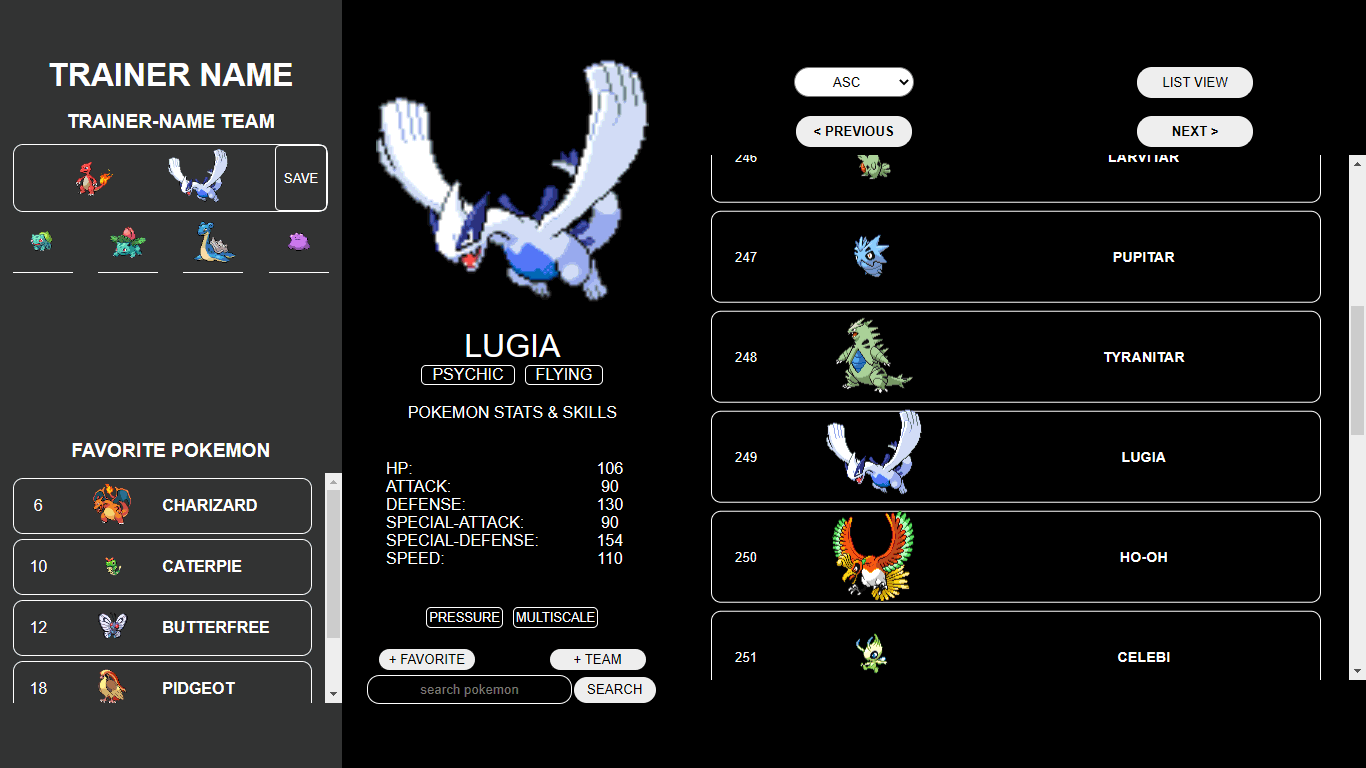 TRAINER NAME
TRAINER-NAME TEAM
SAVE
FAVORITE POKEMON
6 CHARIZARD
10 CATERPIE
12 BUTTERFREE
18 PIDGEOT
LUGIA
PSYCHIC FLYING
POKEMON STATS & SKILLS
HP: 106
ATTACK: 90
DEFENSE: 130
SPECIAL-ATTACK: 90
SPECIAL-DEFENSE: 154
SPEED: 110
PRESSURE MULTISCALE
+ FAVORITE + TEAM
search pokemon SEARCH
ASC LIST VIEW
< PREVIOUS NEXT >
246 LARVITAR
247 PUPITAR
248 TYRANITAR
249 LUGIA
250 HO-OH
251 CELEBI